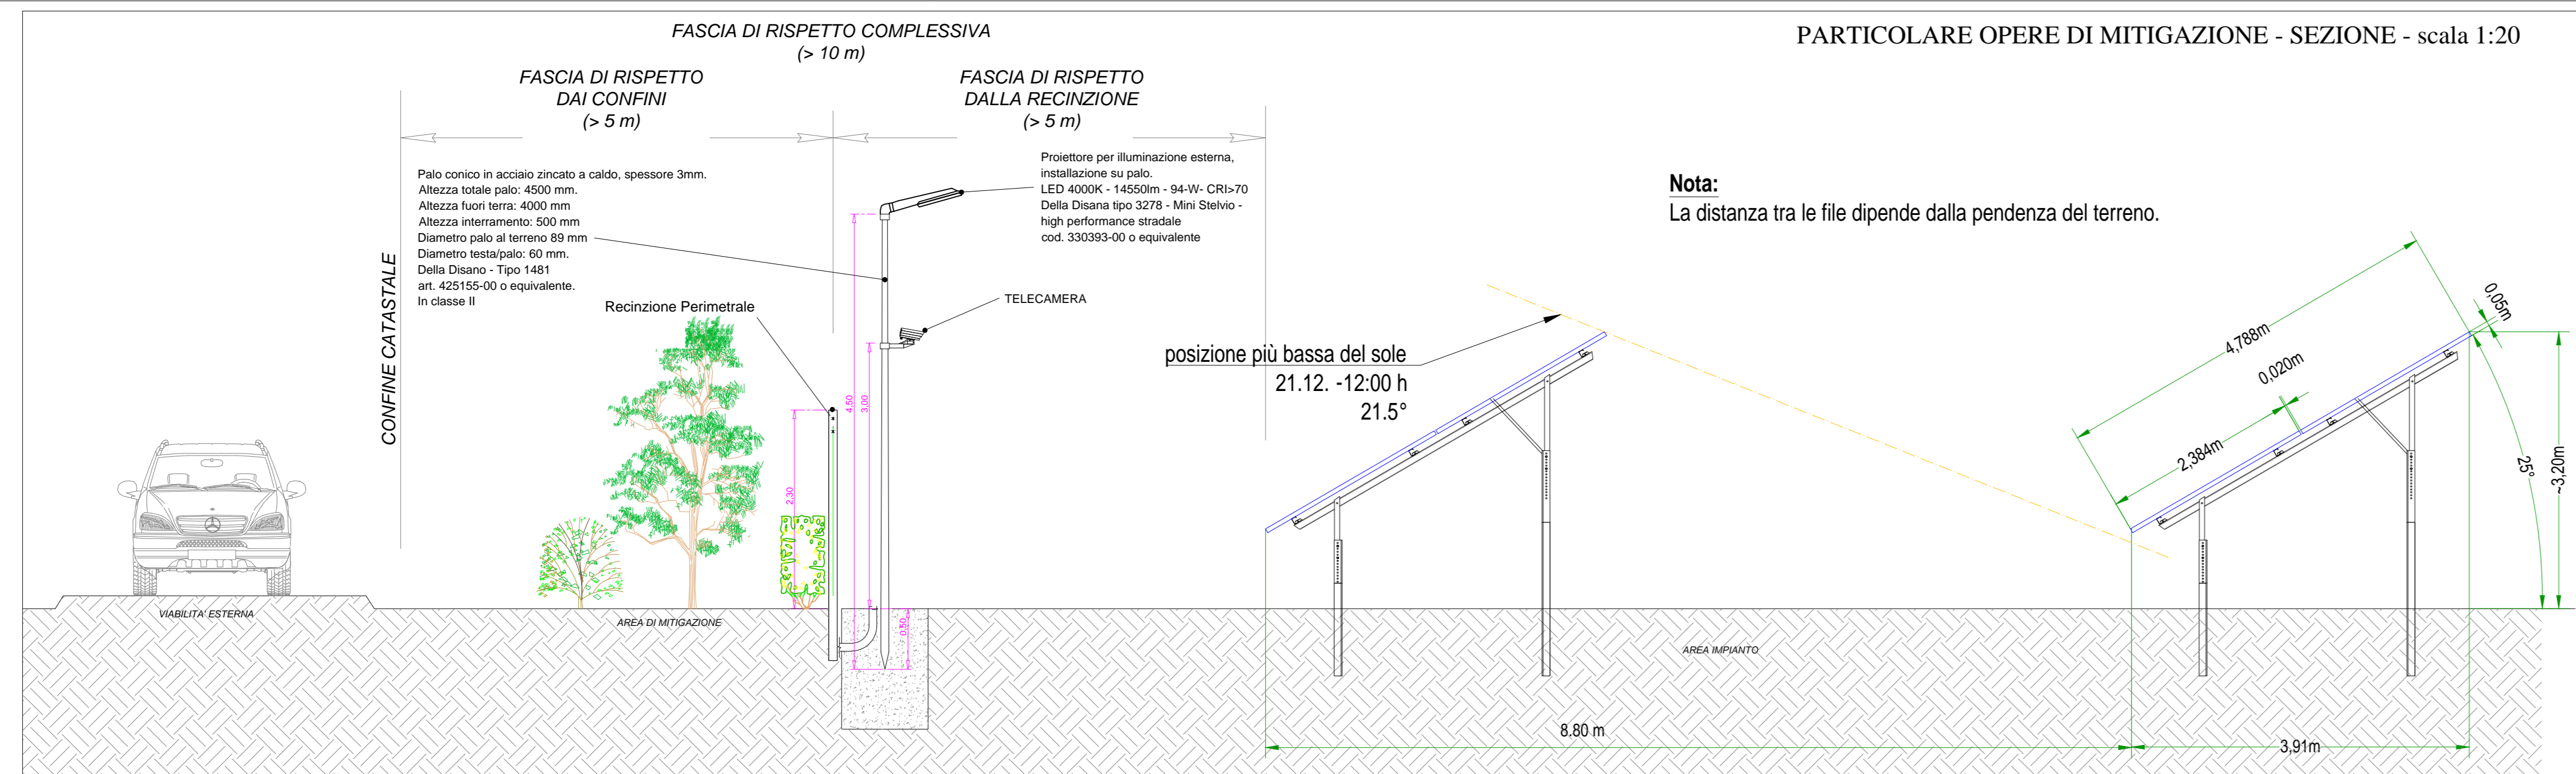 FASCIA DI RISPETTO COMPLESSIVA
(> 10 m)
PARTICOLARE OPERE DI MITIGAZIONE - SEZIONE - scala 1:20
FASCIA DI RISPETTO
DAI CONFINI
(> 5 m)
FASCIA DI RISPETTO
DALLA RECINZIONE
(> 5 m)
Palo conico in acciaio zincato a caldo, spessore 3mm.
Altezza totale palo: 4500 mm.
Altezza fuori terra: 4000 mm
Altezza interramento: 500 mm
Diametro palo al terreno 89 mm
Diametro testa/palo: 60 mm.
Della Disano - Tipo 1481
art. 425155-00 o equivalente.
In classe II
Proiettore per illuminazione esterna,
installazione su palo.
LED 4000K - 14550lm - 94-W- CRI>70
Della Disana tipo 3278 - Mini Stelvio -
high performance stradale
cod. 330393-00 o equivalente
Nota:
La distanza tra le file dipende dalla pendenza del terreno.
CONFINE CATASTALE
Recinzione Perimetrale
TELECAMERA
posizione più bassa del sole
21.12. -12:00 h
21.5°
4,50
3,00
2,30
0,50
4,788m
0,05m
0,020m
2,384m
25°
~3,20m
VIABILITA' ESTERNA
AREA DI MITIGAZIONE
AREA IMPIANTO
8.80 m
3,91m